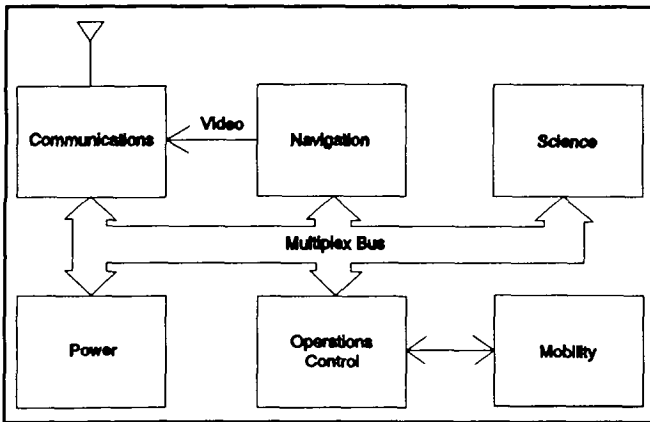 Communications
Video
Navigation
Science
Multiplex Bus
Power
Operations
Control
Mobility